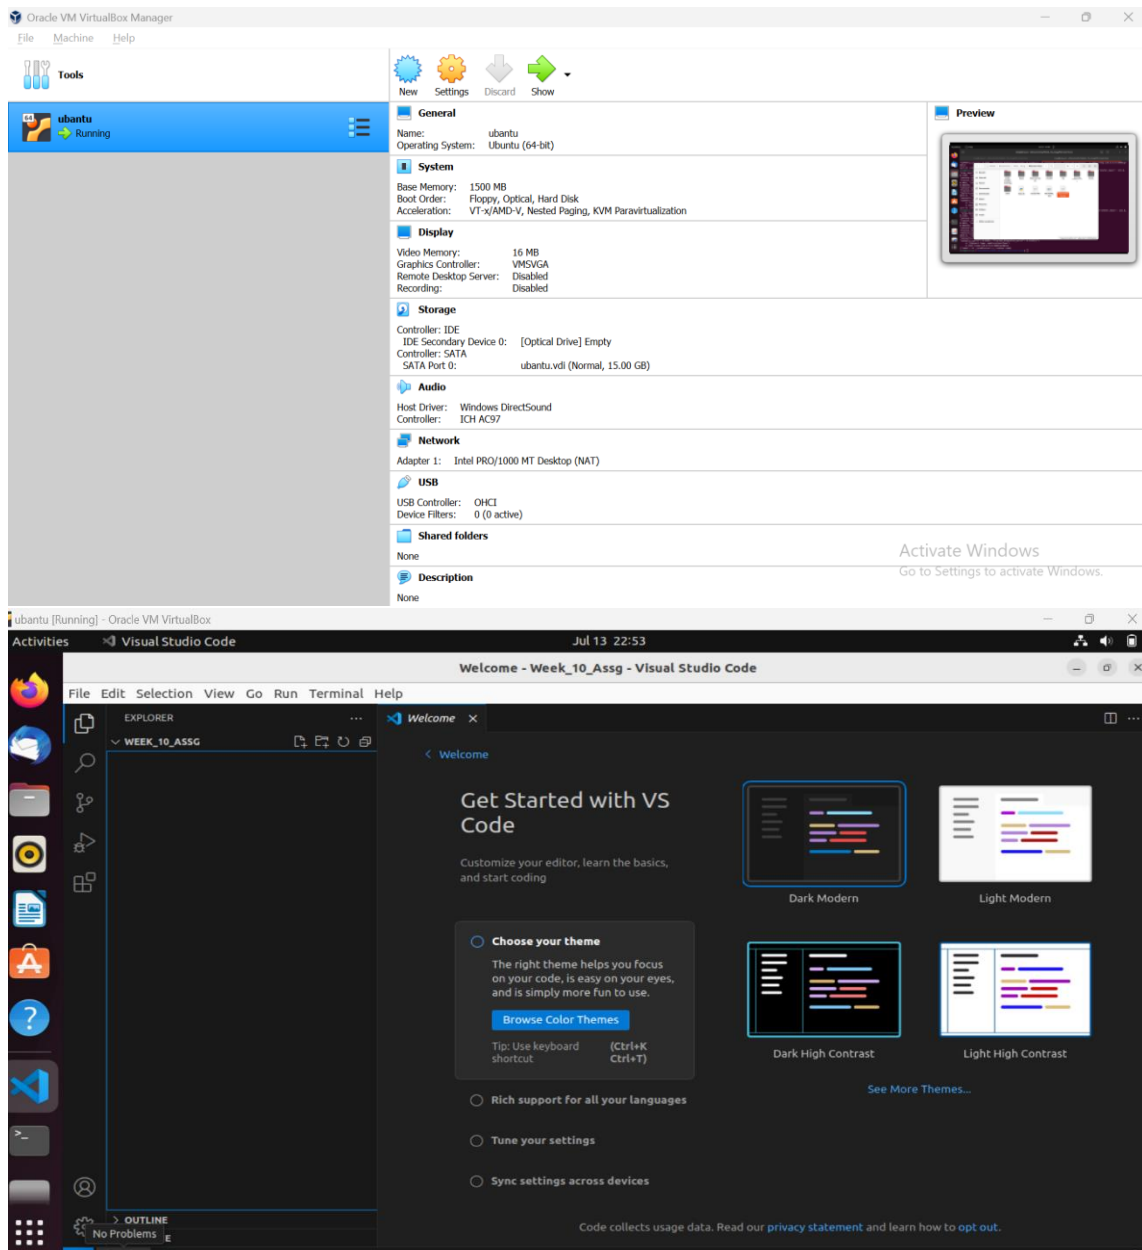 Oracle VM VirtualBox Manager
File Machine Help
Tools
New Settings Discard Show
64 ubantu
Running
General
Name: ubantu
Operating System: Ubuntu (64-bit)
Preview
System
Base Memory: 1500 MB
Boot Order: Floppy, Optical, Hard Disk
Acceleration: VT-x/AMD-V, Nested Paging, KVM Paravirtualization
Display
Video Memory: 16 MB
Graphics Controller: VMSVGA
Remote Desktop Server: Disabled
Recording: Disabled
Storage
Controller: IDE
IDE Secondary Device 0: [Optical Drive] Empty
Controller: SATA
SATA Port 0: ubantu.vdi (Normal, 15.00 GB)
Audio
Host Driver: Windows DirectSound
Controller: ICH AC97
Network
Adapter 1: Intel PRO/1000 MT Desktop (NAT)
USB
USB Controller: OHCI
Device Filters: 0 (0 active)
Shared folders
None
Description
None
Activate Windows
Go to Settings to activate Windows.
ubantu [Running] - Oracle VM VirtualBox
Activities Visual Studio Code Jul 13 22:53
Welcome - Week_10_Assg - Visual Studio Code
File Edit Selection View Go Run Terminal Help
EXPLORER ...
WEEK_10_ASSG
Welcome
Welcome
Get Started with VS
Code
Customize your editor, learn the basics,
and start coding
Choose your theme
The right theme helps you focus
on your code, is easy on your eyes,
and is simply more fun to use.
Browse Color Themes
Tip: Use keyboard shortcut (Ctrl+K Ctrl+T)
Rich support for all your languages
Tune your settings
Sync settings across devices
Dark Modern
Light Modern
Dark High Contrast
Light High Contrast
See More Themes...
Code collects usage data. Read our privacy statement and learn how to opt out.
OUTLINE
No Problems